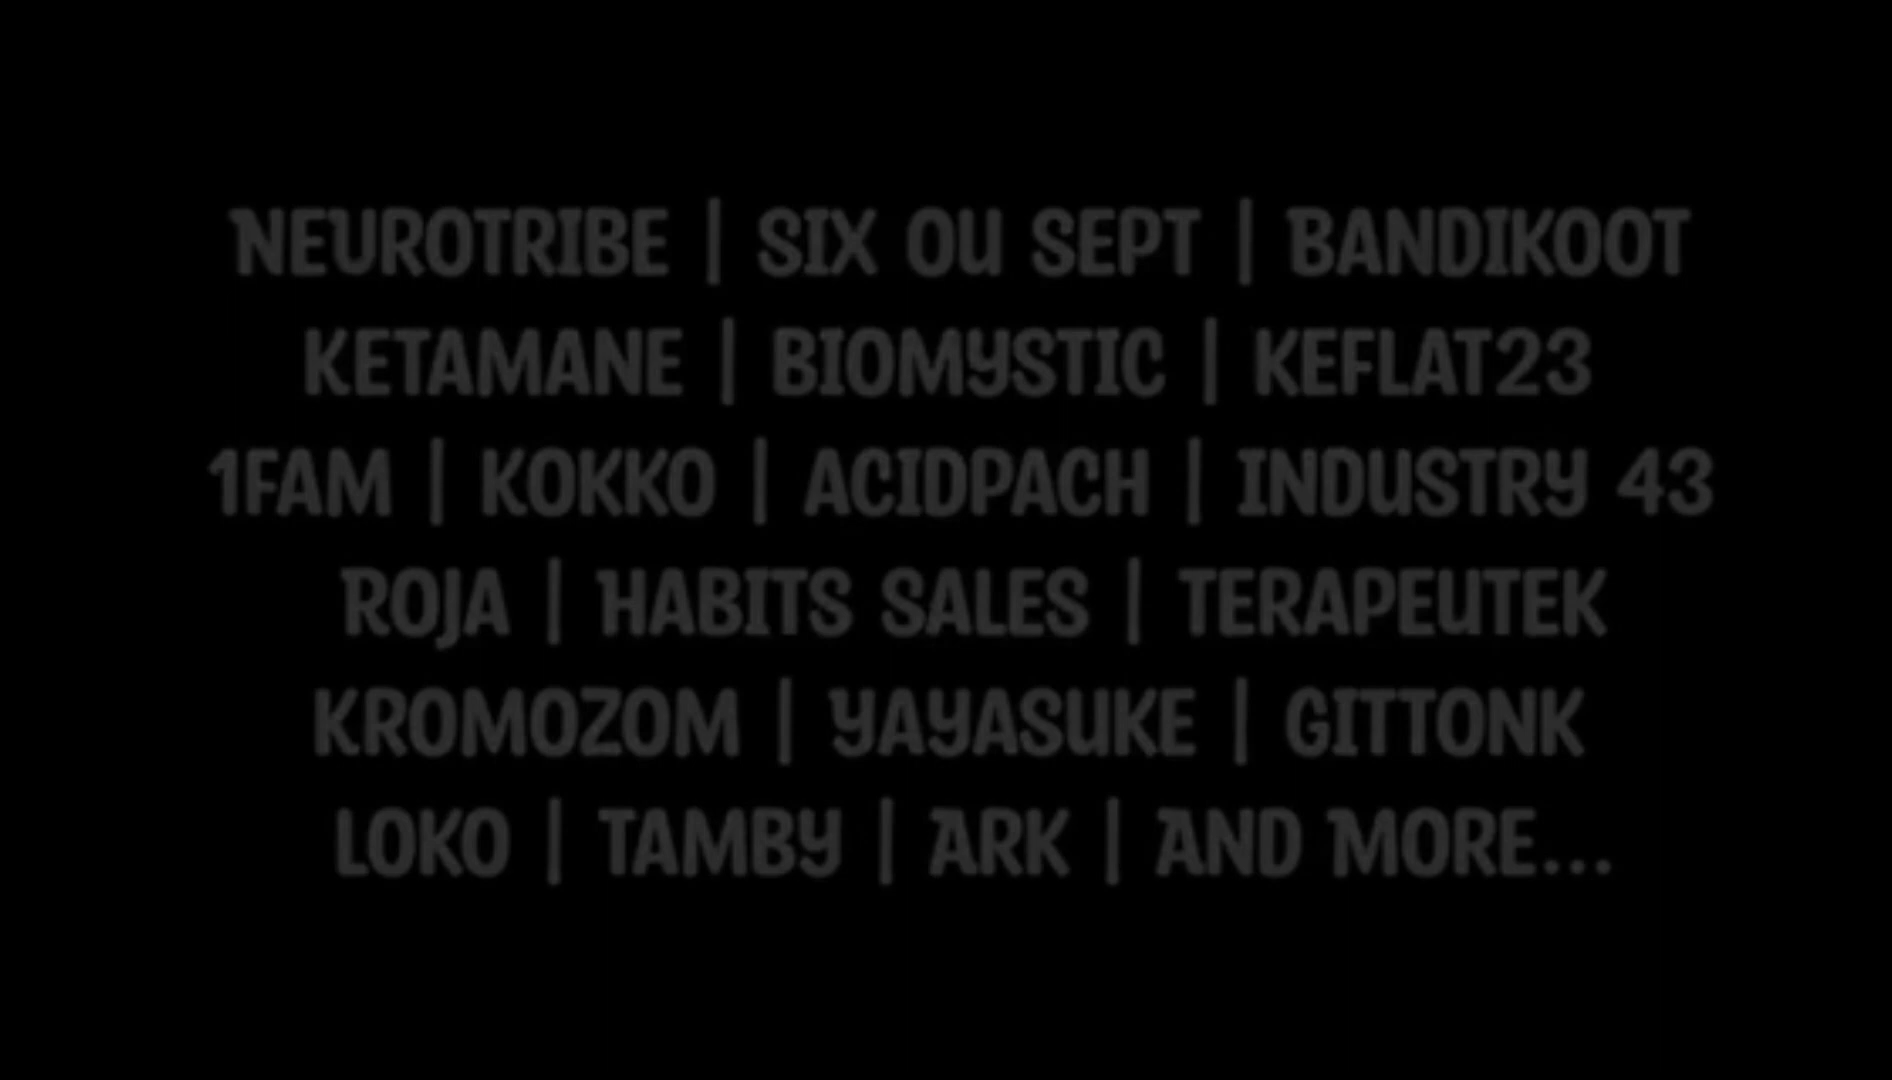 NEUROTRIBE | SIX OU SEPT | BANDIKOOT
KETAMANE | BIOMYSTIC | KEFLAT23
1FAM | KOKKO | ACIDPACH | INDUSTRY 43
ROJA | HABITS SALES | TERAPEUTEK
KROMOZOM | YAYASUKE | GITTONK
LOKO | TAMBY | ARK | AND MORE...